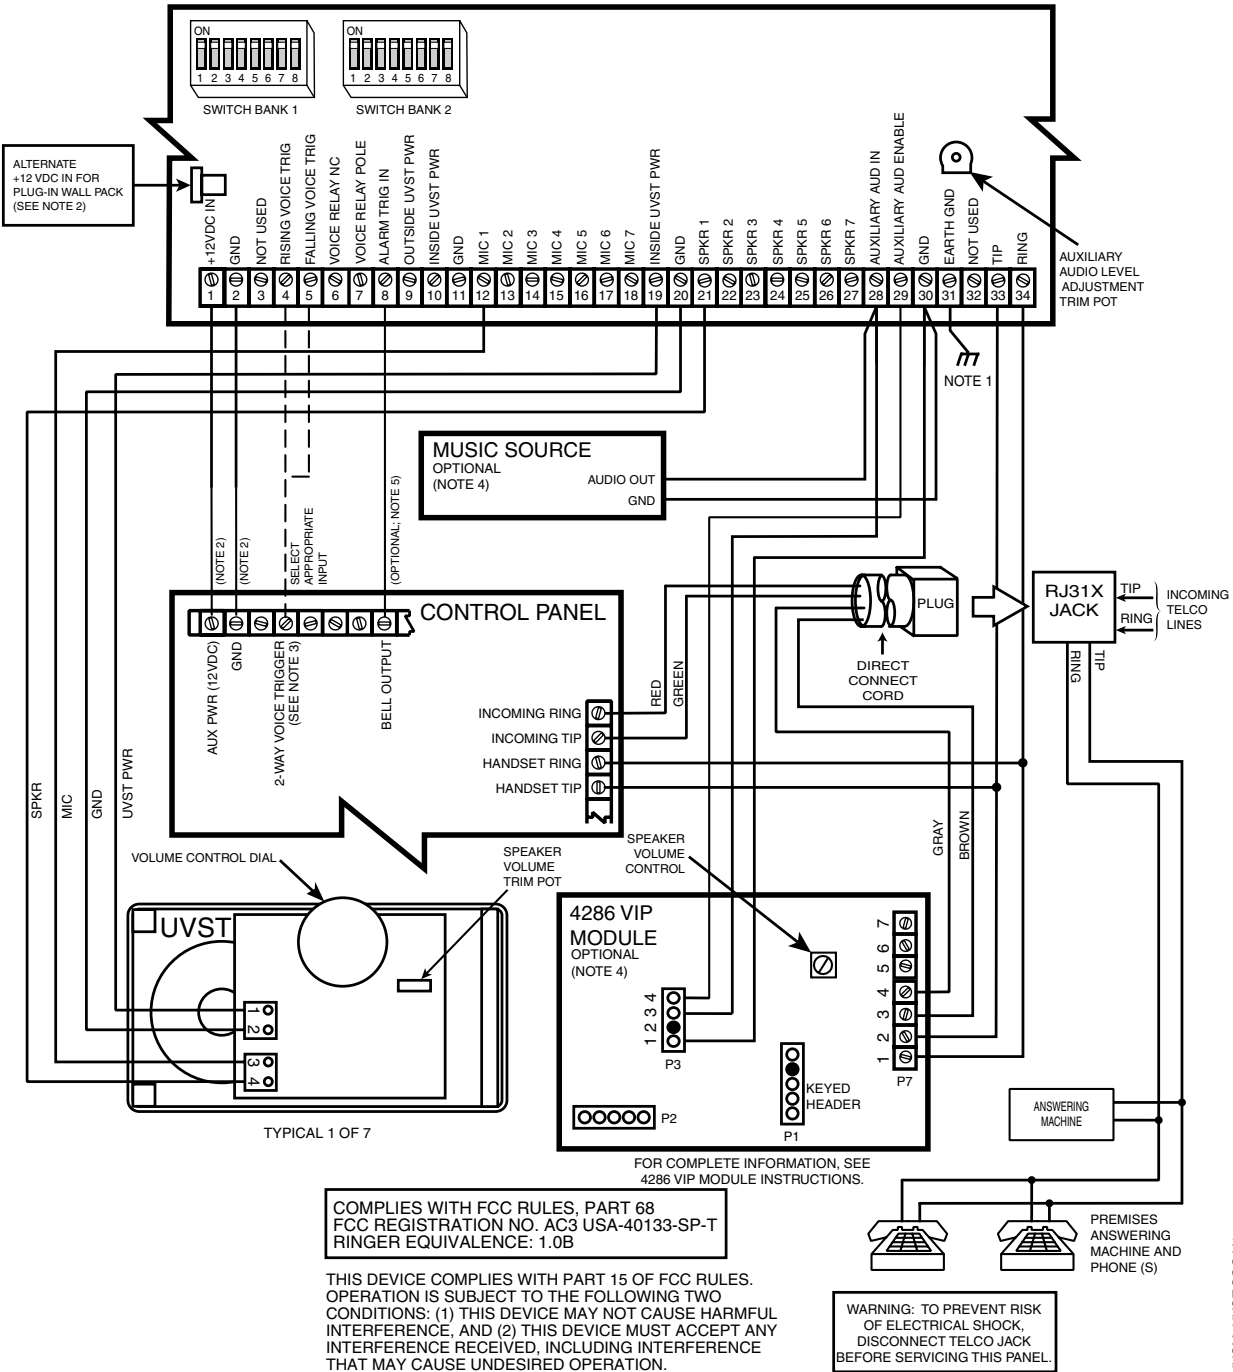 ON
1 2 3 4 5 6 7 8
SWITCH BANK 1
ON
1 2 3 4 5 6 7 8
SWITCH BANK 2
ALTERNATE
+12 VDC IN FOR
PLUG-IN WALL PACK
(SEE NOTE 2)
+12VDC IN
GND
NOT USED
RISING VOICE TRIG
FALLING VOICE TRIG
VOICE RELAY NC
VOICE RELAY POLE
ALARM TRIG IN
OUTSIDE UVST PWR
INSIDE UVST PWR
GND
MIC 1
MIC 2
MIC 3
MIC 4
MIC 5
MIC 6
MIC 7
INSIDE UVST PWR
GND
SPKR 1
SPKR 2
SPKR 3
SPKR 4
SPKR 5
SPKR 6
SPKR 7
AUXILIARY AUD IN
AUXILIARY AUD ENABLE
GND
EARTH GND
NOT USED
TIP
RING
1 2 3 4 5 6 7 8 9 10 11 12 13 14 15 16 17 18 19 20 21 22 23 24 25 26 27 28 29 30 31 32 33 34
AUXILIARY
AUDIO LEVEL
ADJUSTMENT
TRIM POT
NOTE 1
MUSIC SOURCE
OPTIONAL
(NOTE 4)
AUDIO OUT
GND
(NOTE 2)
(NOTE 2)
SELECT
APPROPRIATE
INPUT
(OPTIONAL; NOTE 5)
CONTROL PANEL
AUX PWR (12VDC)
GND
2-WAY VOICE TRIGGER
(SEE NOTE 3)
BELL OUTPUT
INCOMING RING
INCOMING TIP
HANDSET RING
HANDSET TIP
RED
GREEN
PLUG
DIRECT
CONNECT
CORD
RJ31X
JACK
TIP
RING
INCOMING
TELCO
LINES
RING
TIP
SPKR
MIC
GND
UVST PWR
GRAY
BROWN
VOLUME CONTROL DIAL
SPEAKER
VOLUME
TRIM POT
SPEAKER
VOLUME
CONTROL
UVST
1
2
3
4
TYPICAL 1 OF 7
4286 VIP
MODULE
OPTIONAL
(NOTE 4)
1 2 3 4
P3
P2
KEYED
HEADER
P1
7
6
5
4
3
2
1
P7
FOR COMPLETE INFORMATION, SEE
4286 VIP MODULE INSTRUCTIONS.
ANSWERING
MACHINE
PREMISES
ANSWERING
MACHINE AND
PHONE (S)
COMPLIES WITH FCC RULES, PART 68
FCC REGISTRATION NO. AC3 USA-40133-SP-T
RINGER EQUIVALENCE: 1.0B
THIS DEVICE COMPLIES WITH PART 15 OF FCC RULES.
OPERATION IS SUBJECT TO THE FOLLOWING TWO
CONDITIONS: (1) THIS DEVICE MAY NOT CAUSE HARMFUL
INTERFERENCE, AND (2) THIS DEVICE MUST ACCEPT ANY
INTERFERENCE RECEIVED, INCLUDING INTERFERENCE
THAT MAY CAUSE UNDESIRED OPERATION.
WARNING: TO PREVENT RISK
OF ELECTRICAL SHOCK,
DISCONNECT TELCO JACK
BEFORE SERVICING THIS PANEL.